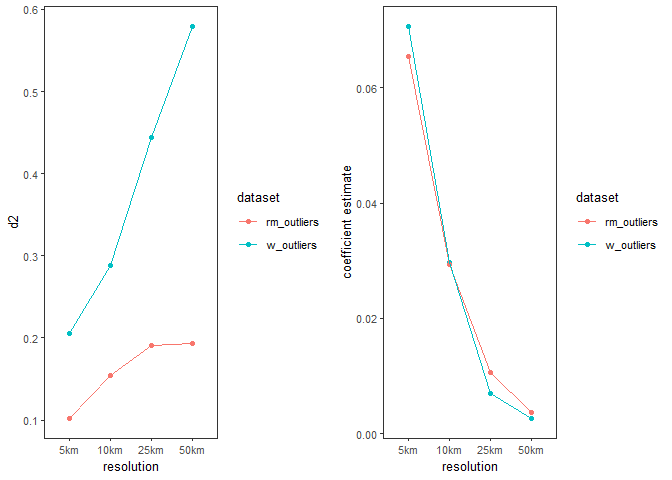 0.6
0.5
0.4
0.3
0.2
0.1
d2
5km 10km 25km 50km
resolution
dataset
rm_outliers
w_outliers
0.06
0.04
0.02
0.00
coefficient estimate
5km 10km 25km 50km
resolution
dataset
rm_outliers
w_outliers